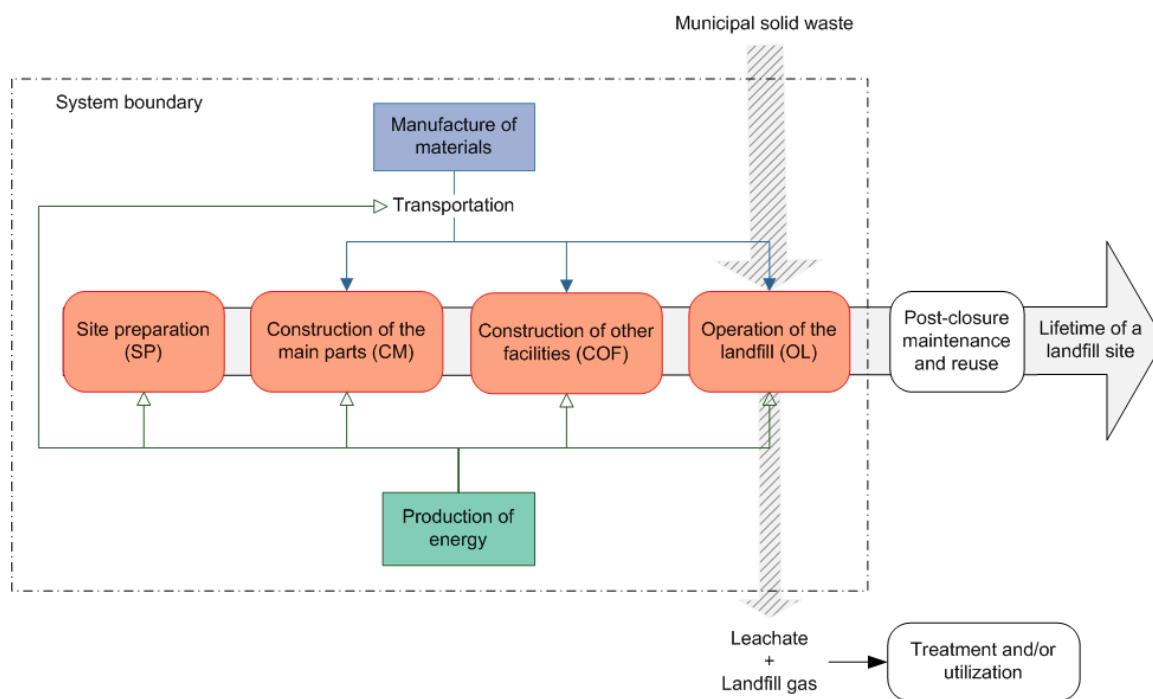 Municipal solid waste
System boundary
Manufacture of
materials
Transportation
Site preparation
(SP)
Construction of the
main parts (CM)
Construction of other
facilities (COF)
Operation of the
landfill (OL)
Post-closure
maintenance
and reuse
Lifetime of a
landfill site
Production of
energy
Leachate
+
Landfill gas
Treatment and/or
utilization